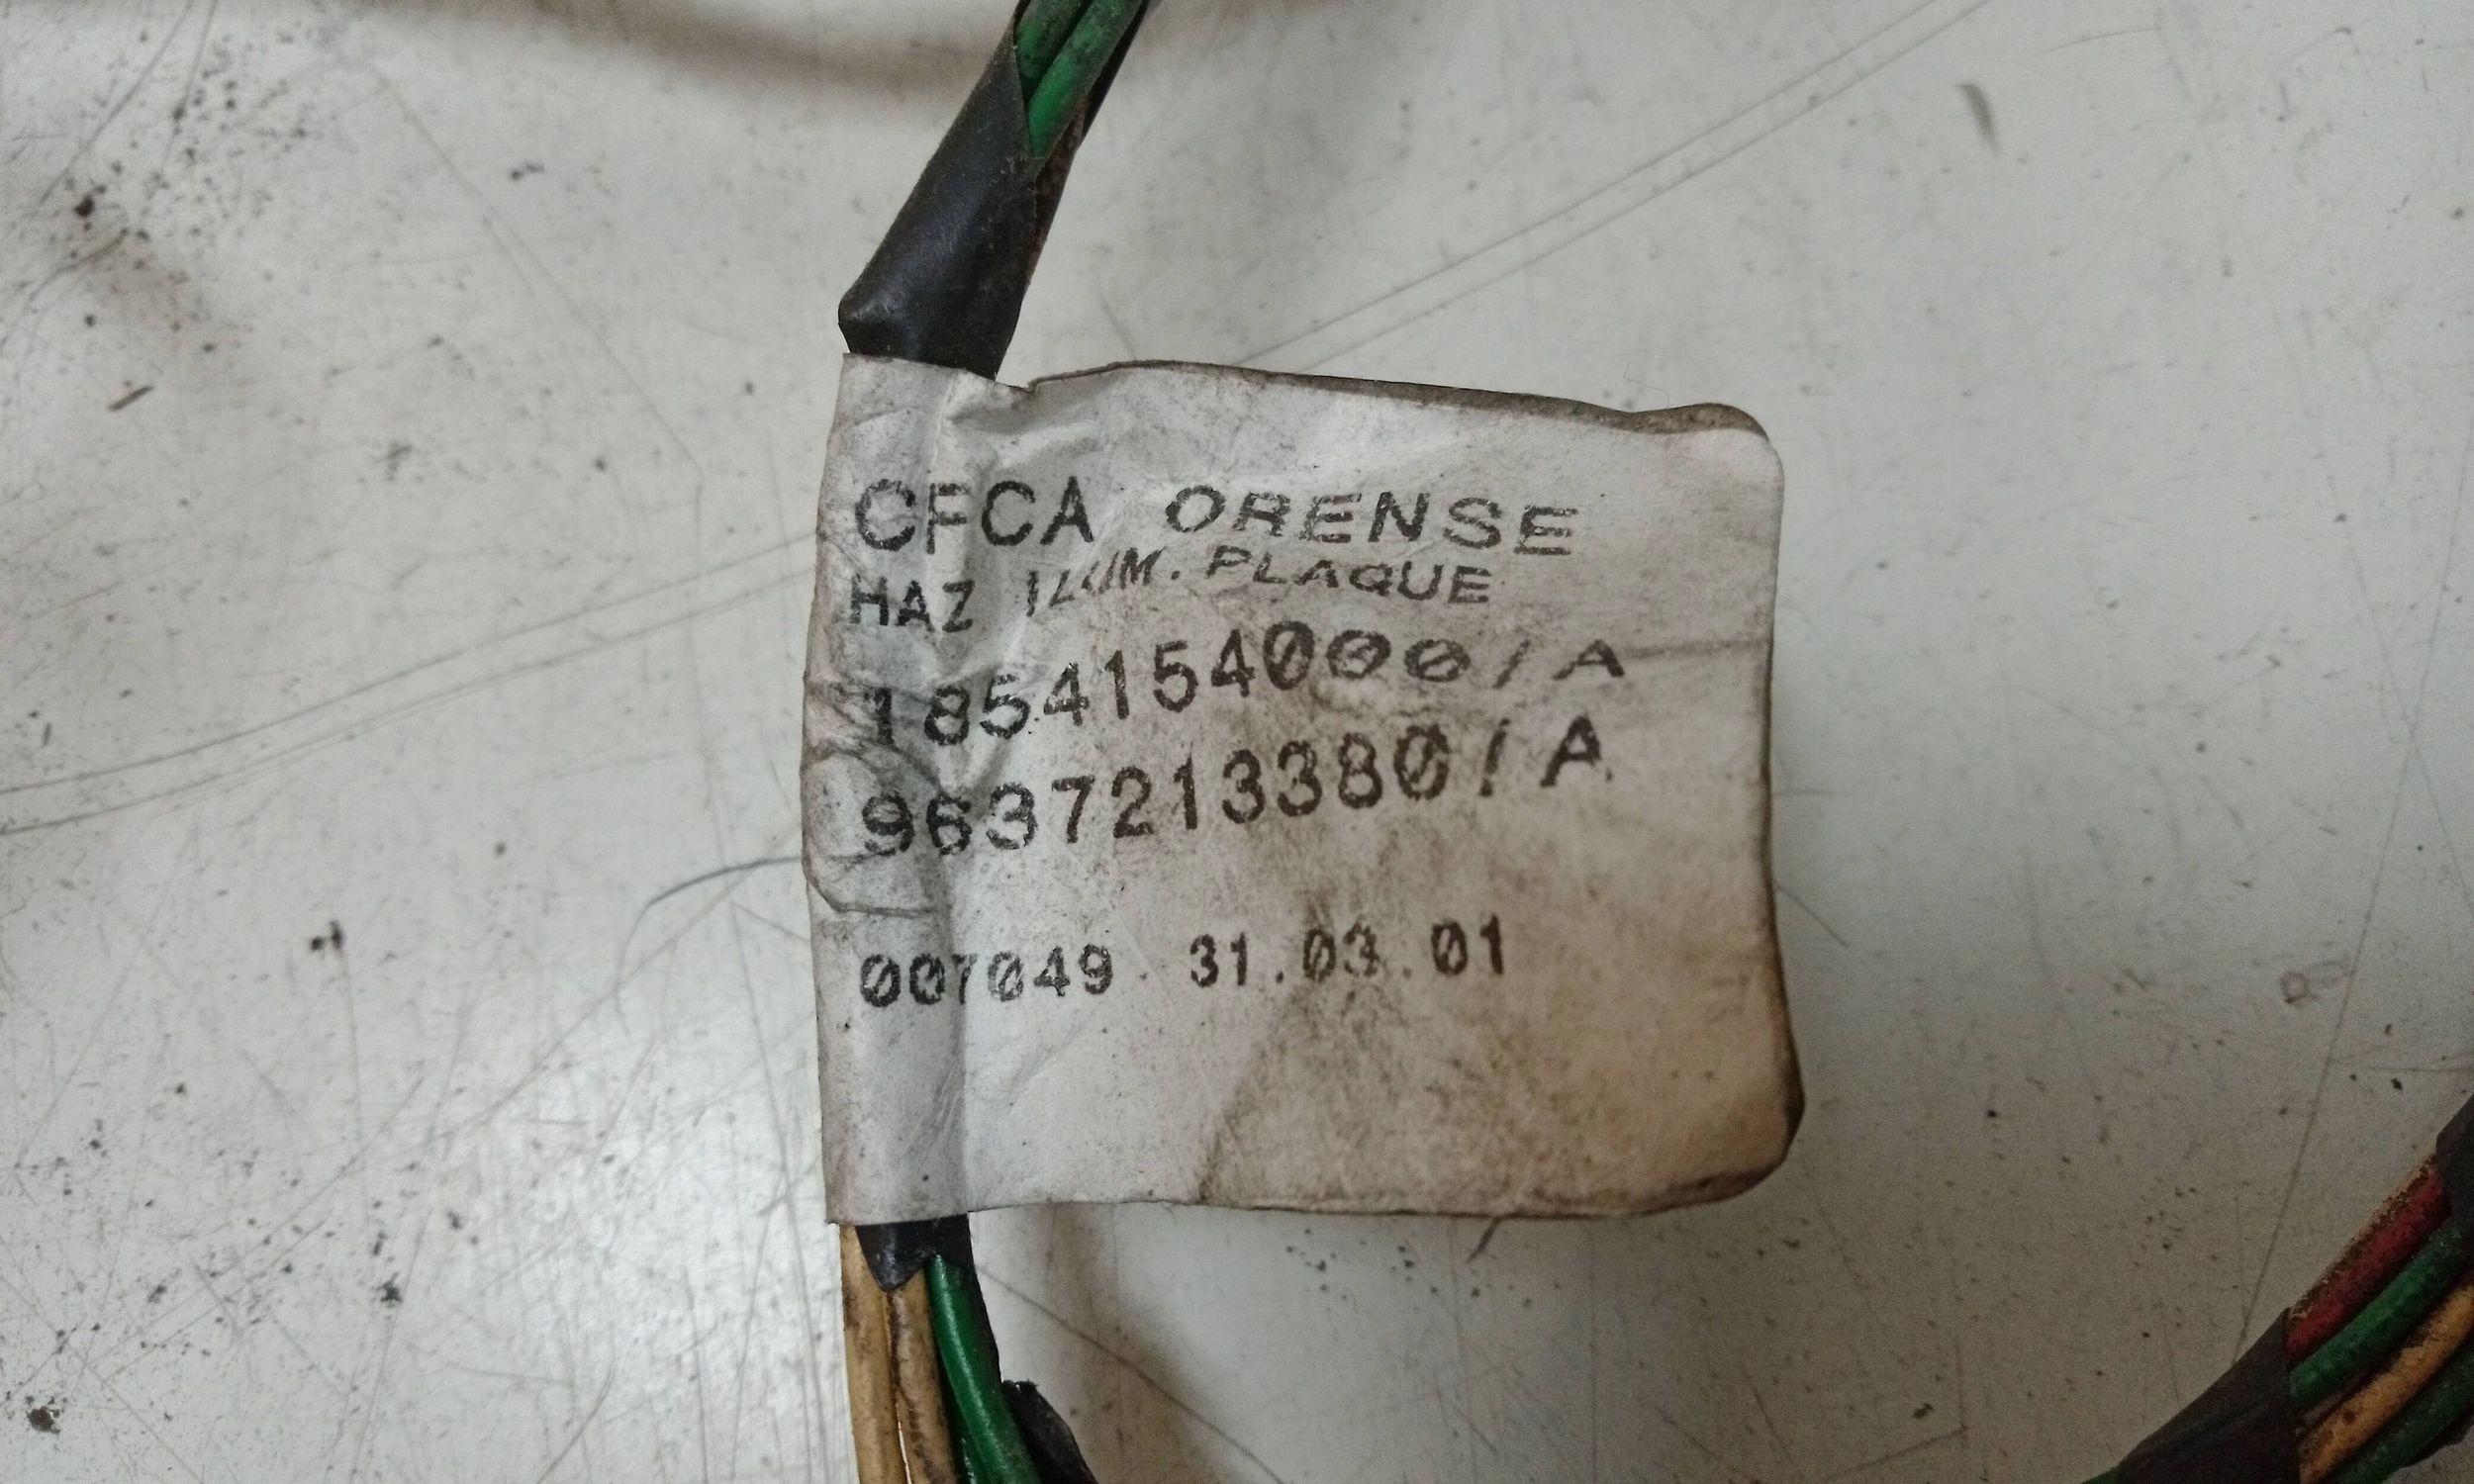 CFCA ORENSE
HAZ ILUM. PLAQUE
1854154000/A
9637213380/A
007049 31.03.01